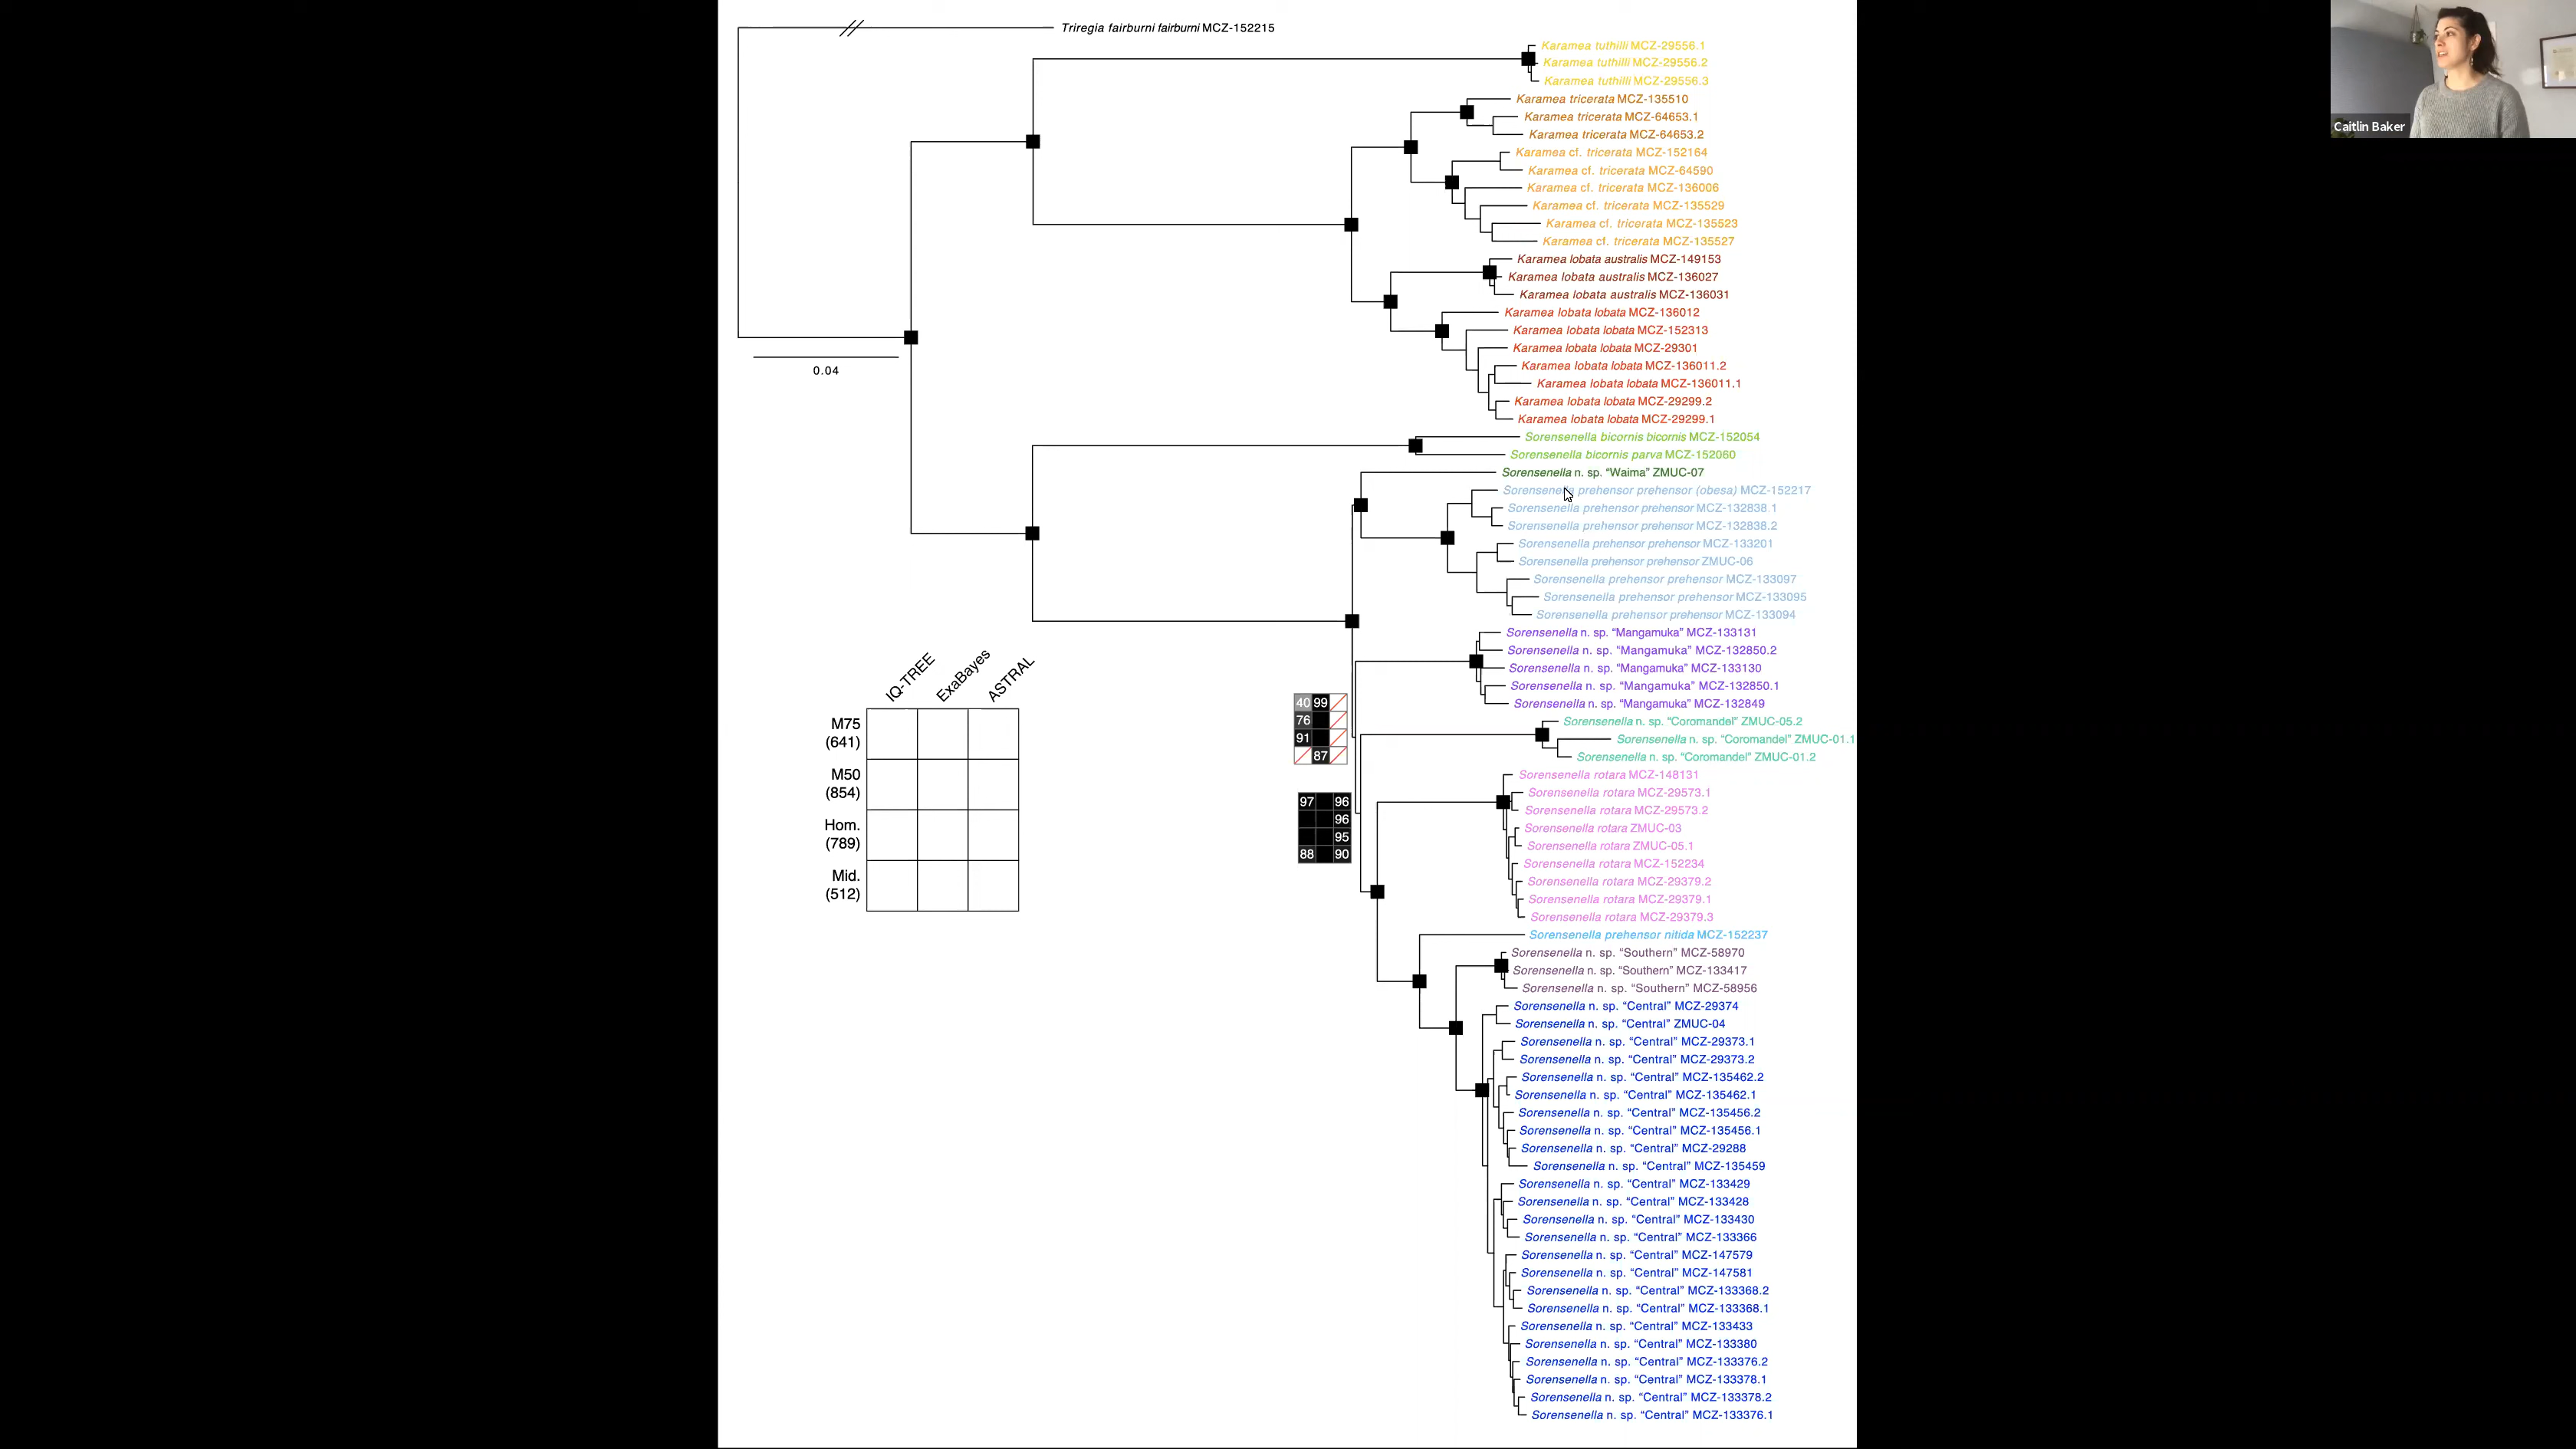 Triregia fairburni fairburni MCZ-152215
Karamea tuthilli MCZ-29556.1
Karamea tuthilli MCZ-29556.2
Karamea tuthilli MCZ-29556.3
Karamea tricerata MCZ-135510
Karamea tricerata MCZ-64653.1
Karamea tricerata MCZ-64653.2
Karamea cf. tricerata MCZ-152164
Karamea cf. tricerata MCZ-64590
Karamea cf. tricerata MCZ-136006
Karamea cf. tricerata MCZ-135529
Karamea cf. tricerata MCZ-135523
Karamea cf. tricerata MCZ-135527
Karamea lobata australis MCZ-149153
Karamea lobata australis MCZ-136027
Karamea lobata australis MCZ-136031
Karamea lobata lobata MCZ-136012
Karamea lobata lobata MCZ-152313
Karamea lobata lobata MCZ-29301
Karamea lobata lobata MCZ-136011.2
Karamea lobata lobata MCZ-136011.1
Karamea lobata lobata MCZ-29299.2
Karamea lobata lobata MCZ-29299.1
Sorensenella bicornis bicornis MCZ-152054
Sorensenella bicornis parva MCZ-152060
Sorensenella n. sp. “Waima” ZMUC-07
Sorensenella prehensor prehensor (obesa) MCZ-152217
Sorensenella prehensor prehensor MCZ-132838.1
Sorensenella prehensor prehensor MCZ-132838.2
Sorensenella prehensor prehensor MCZ-133201
Sorensenella prehensor prehensor ZMUC-06
Sorensenella prehensor prehensor MCZ-133097
Sorensenella prehensor prehensor MCZ-133095
Sorensenella prehensor prehensor MCZ-133094
Sorensenella n. sp. “Mangamuka” MCZ-133131
Sorensenella n. sp. “Mangamuka” MCZ-132850.2
Sorensenella n. sp. “Mangamuka” MCZ-133130
Sorensenella n. sp. “Mangamuka” MCZ-132850.1
Sorensenella n. sp. “Mangamuka” MCZ-132849
Sorensenella n. sp. “Coromandel” ZMUC-05.2
Sorensenella n. sp. “Coromandel” ZMUC-01.1
Sorensenella n. sp. “Coromandel” ZMUC-01.2
Sorensenella rotara MCZ-148131
Sorensenella rotara MCZ-29573.1
Sorensenella rotara MCZ-29573.2
Sorensenella rotara ZMUC-03
Sorensenella rotara ZMUC-05.1
Sorensenella rotara MCZ-152234
Sorensenella rotara MCZ-29379.2
Sorensenella rotara MCZ-29379.1
Sorensenella rotara MCZ-29379.3
Sorensenella prehensor nitida MCZ-152237
Sorensenella n. sp. “Southern” MCZ-58970
Sorensenella n. sp. “Southern” MCZ-133417
Sorensenella n. sp. “Southern” MCZ-58956
Sorensenella n. sp. “Central” MCZ-29374
Sorensenella n. sp. “Central” ZMUC-04
Sorensenella n. sp. “Central” MCZ-29373.1
Sorensenella n. sp. “Central” MCZ-29373.2
Sorensenella n. sp. “Central” MCZ-135462.2
Sorensenella n. sp. “Central” MCZ-135462.1
Sorensenella n. sp. “Central” MCZ-135456.2
Sorensenella n. sp. “Central” MCZ-135456.1
Sorensenella n. sp. “Central” MCZ-29288
Sorensenella n. sp. “Central” MCZ-135459
Sorensenella n. sp. “Central” MCZ-133429
Sorensenella n. sp. “Central” MCZ-133428
Sorensenella n. sp. “Central” MCZ-133430
Sorensenella n. sp. “Central” MCZ-133366
Sorensenella n. sp. “Central” MCZ-147579
Sorensenella n. sp. “Central” MCZ-147581
Sorensenella n. sp. “Central” MCZ-133368.2
Sorensenella n. sp. “Central” MCZ-133368.1
Sorensenella n. sp. “Central” MCZ-133433
Sorensenella n. sp. “Central” MCZ-133380
Sorensenella n. sp. “Central” MCZ-133376.2
Sorensenella n. sp. “Central” MCZ-133378.1
Sorensenella n. sp. “Central” MCZ-133378.2
Sorensenella n. sp. “Central” MCZ-133376.1
0.04
IQ-TREE
ExaBayes
ASTRAL
M75
(641)
M50
(854)
Hom.
(789)
Mid.
(512)
40 99
76
91
87
97 96
96
95
88 90
Caitlin Baker